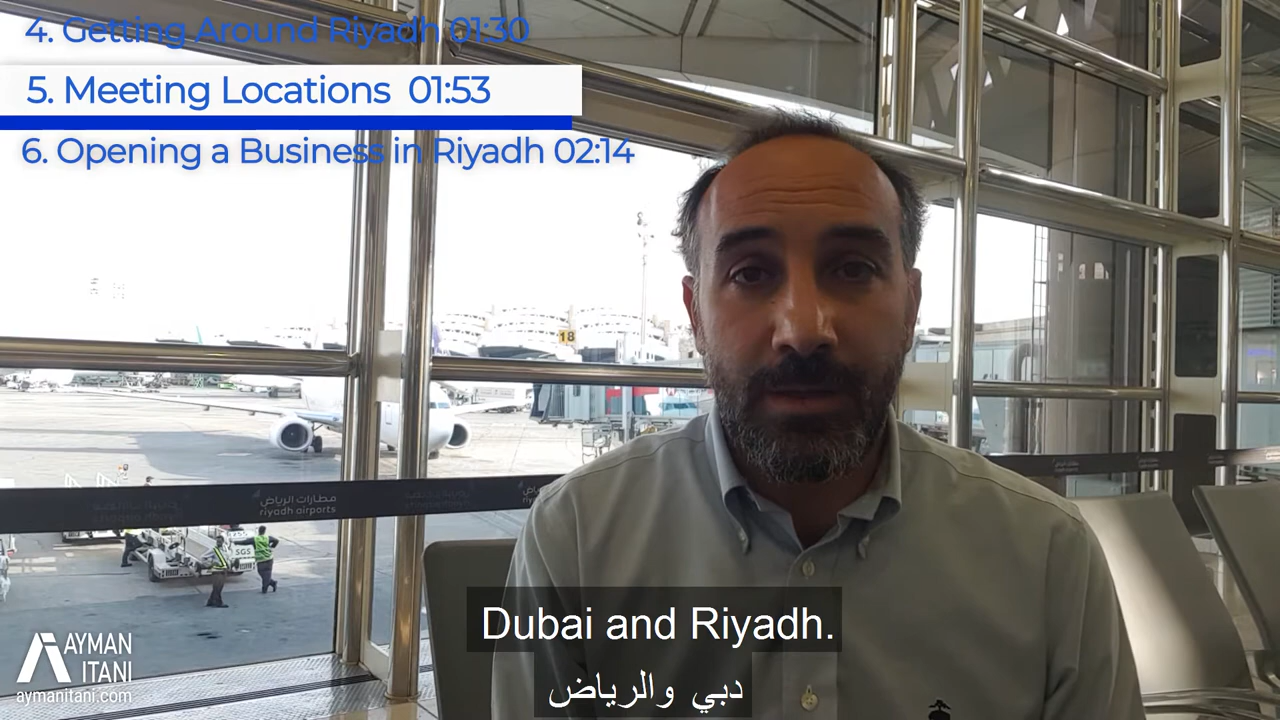 4. Getting Around Riyadh 01:30
5. Meeting Locations 01:53
6. Opening a Business in Riyadh 02:14
18
مطارات الرياض
riyadh airports
SGS
AYMAN
ITANI
aymanitani.com
Dubai and Riyadh.
دبي والرياض